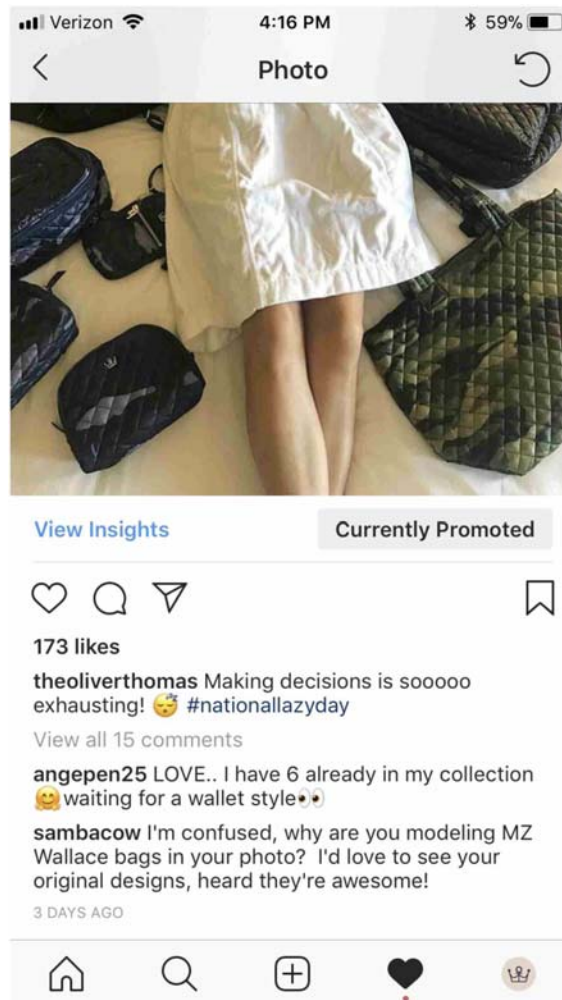 Verizon 4:16 PM 59%
Photo
View Insights Currently Promoted
173 likes
theoliverthomas Making decisions is sooooo
exhausting! 😴 #nationallazyday
View all 15 comments
angepen25 LOVE.. I have 6 already in my collection
🤗waiting for a wallet style👀
sambacow I'm confused, why are you modeling MZ
Wallace bags in your photo? I'd love to see your
original designs, heard they're awesome!
3 DAYS AGO